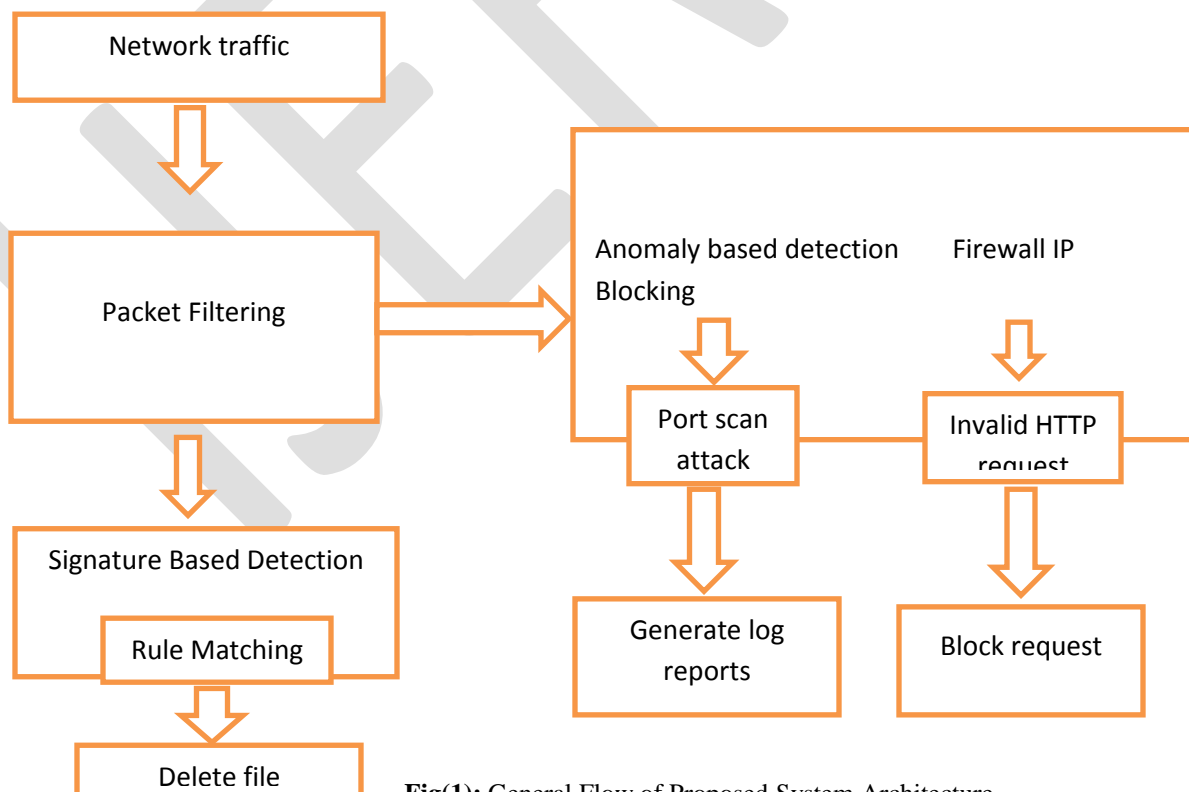 Network traffic
Anomaly based detection Firewall IP
Blocking
Packet Filtering
Port scan
attack
Invalid HTTP
request
Signature Based Detection
Rule Matching
Generate log
reports
Block request
Delete file
Fig(1): General Flow of Proposed System Architecture